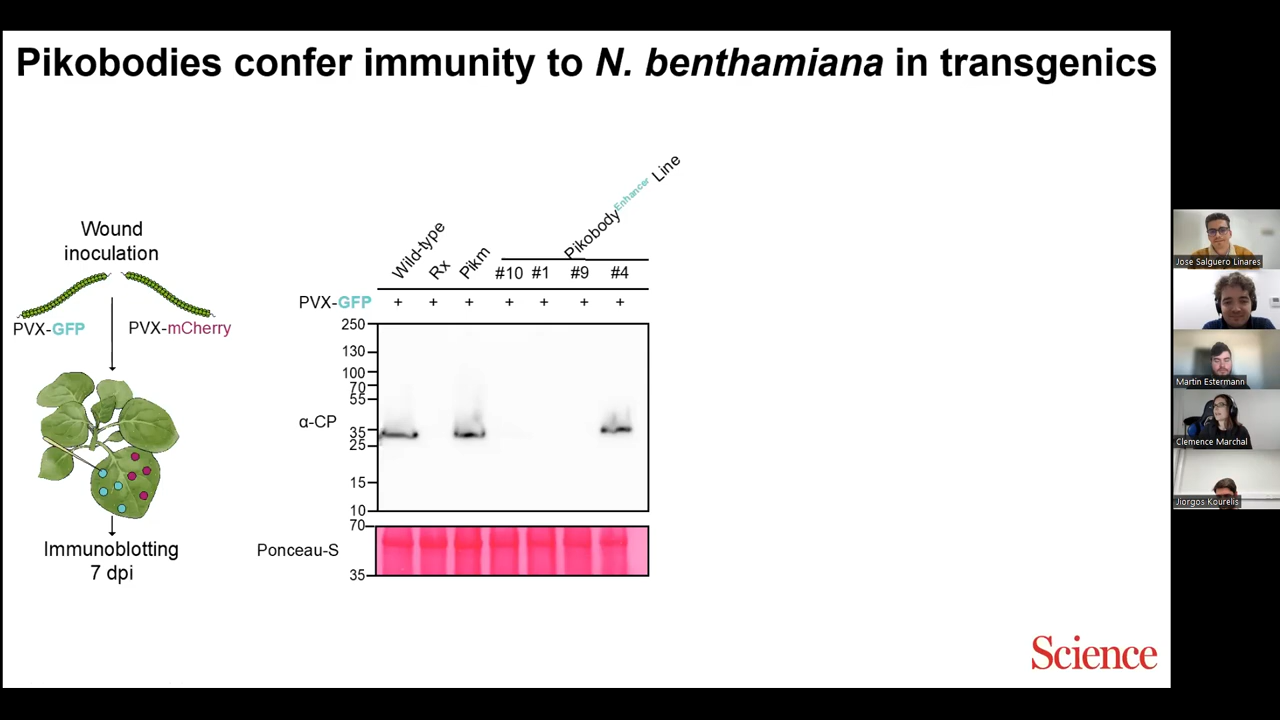 Pikobodies confer immunity to N. benthamiana in transgenics
Wound
inoculation
PVX-GFP
PVX-mCherry
Immunoblotting
7 dpi
Wild-type
Rx
Pikm
Pikobody Enhancer Line
#10 #1 #9 #4
PVX-GFP + + + + + + +
250
130
100
70
55
α-CP
35
25
15
10
70
Ponceau-S
35
Science
Jose Salguero Linares
Martin Estermann
Clemence Marchal
Jiorgos Kourelis